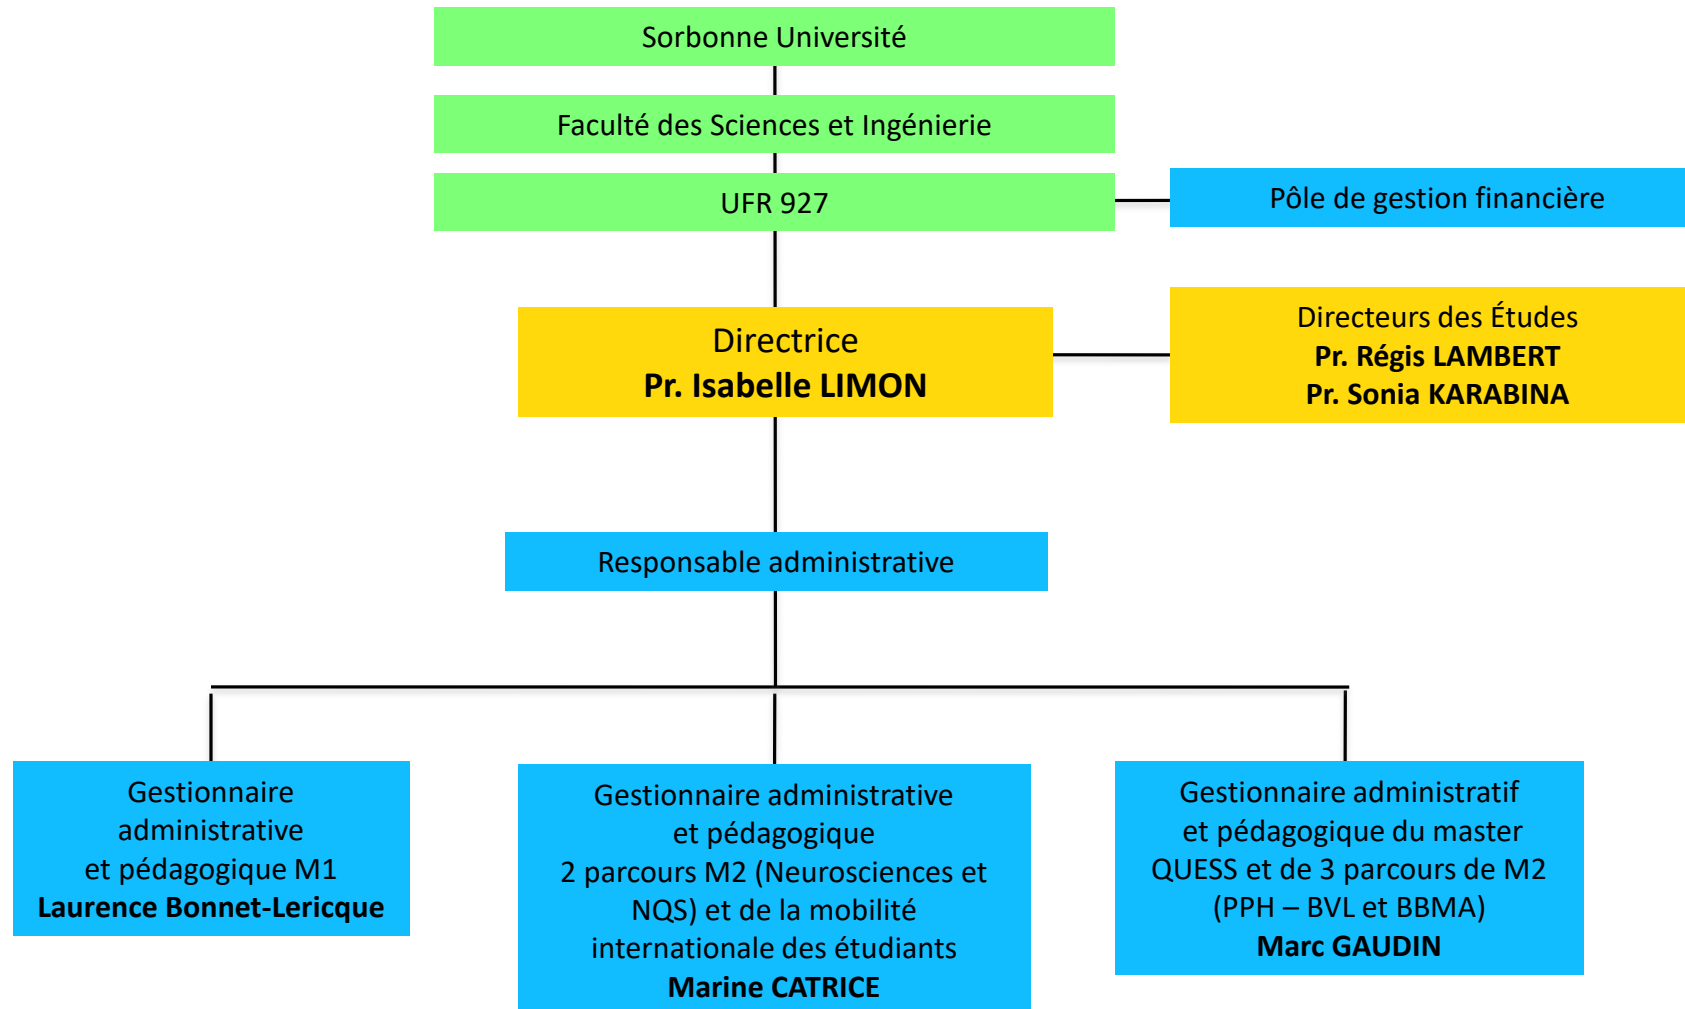 Sorbonne Université
Faculté des Sciences et Ingénierie
UFR 927
Pôle de gestion financière
Directrice
Pr. Isabelle LIMON
Directeurs des Études
Pr. Régis LAMBERT
Pr. Sonia KARABINA
Responsable administrative
Gestionnaire
administrative
et pédagogique M1
Laurence Bonnet-Lericque
Gestionnaire administrative
et pédagogique
2 parcours M2 (Neurosciences et
NQS) et de la mobilité
internationale des étudiants
Marine CATRICE
Gestionnaire administratif
et pédagogique du master
QUESS et de 3 parcours de M2
(PPH – BVL et BBMA)
Marc GAUDIN